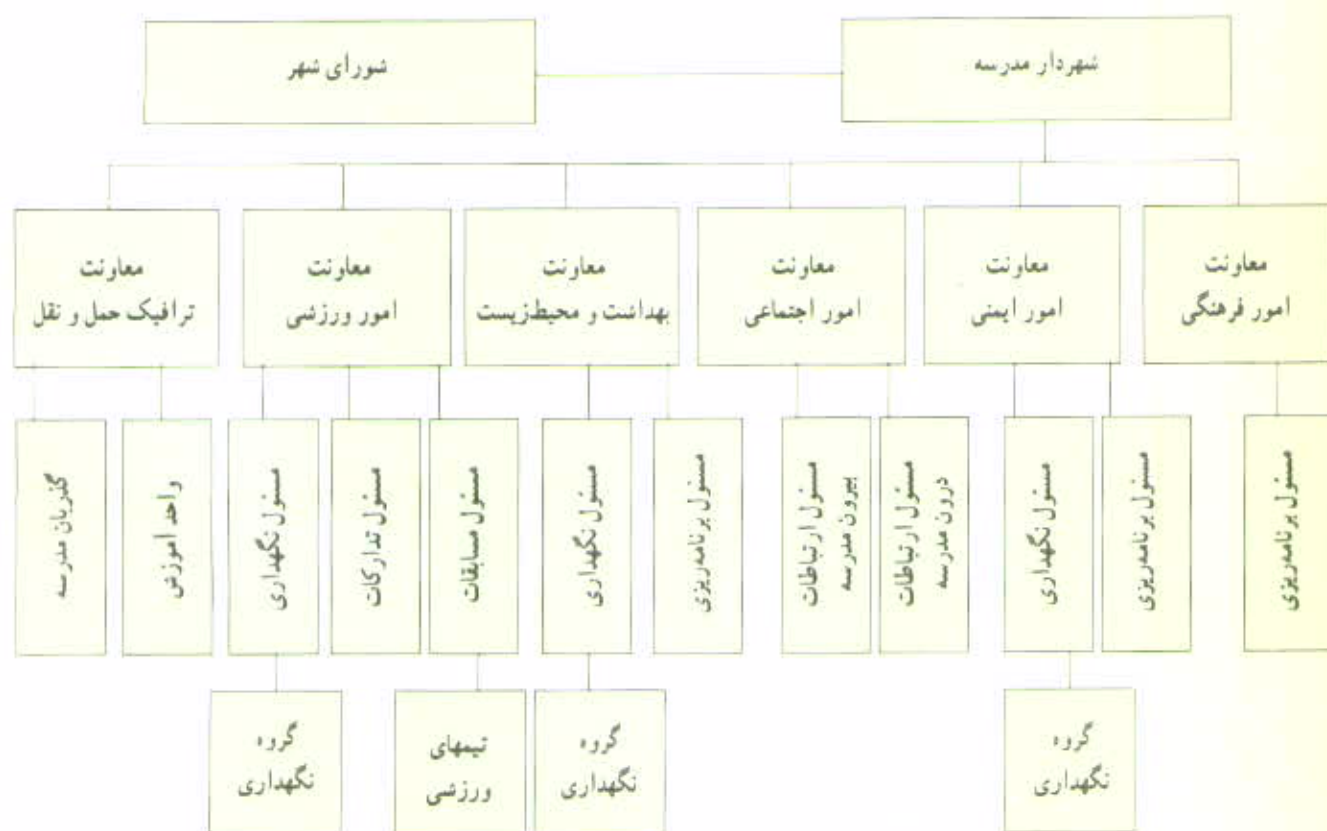 شهردار مدرسه
شورای شهر
معاونت
امور فرهنگی
معاونت
امور ایمنی
معاونت
امور اجتماعی
معاونت
بهداشت و محیط‌زیست
معاونت
امور ورزشی
معاونت
ترافیک حمل و نقل
مسئول برنامه‌ریزی
مسئول برنامه‌ریزی
مسئول نگهداری
مسئول ارتباطات
درون مدرسه
مسئول ارتباطات
بیرون مدرسه
مسئول برنامه‌ریزی
مسئول نگهداری
مسئول مسابقات
مسئول تدارکات
مسئول نگهداری
واحد آموزش
گذربان مدرسه
گروه
نگهداری
گروه
نگهداری
تیمهای
ورزشی
گروه
نگهداری